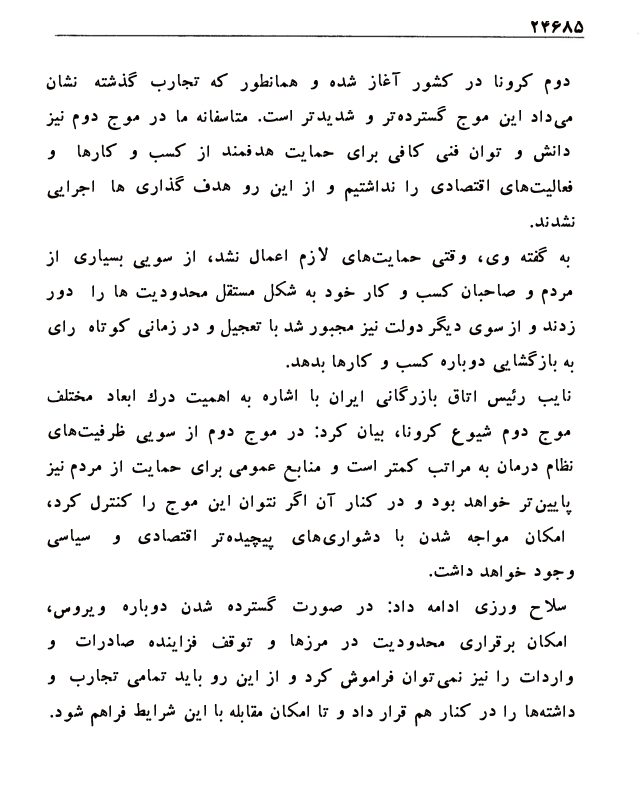 ۲۴۶۸۵
دوم کرونا در کشور آغاز شده و همانطور که تجارب گذشته نشان
می‌داد این موج گسترده‌تر و شدیدتر است. متاسفانه ما در موج دوم نیز
دانش و توان فنی کافی برای حمایت هدفمند از کسب و کارها و
فعالیت‌های اقتصادی را نداشتیم و از این رو هدف گذاری ها اجرایی
نشدند.
به گفته وی، وقتی حمایت‌های لازم اعمال نشد، از سویی بسیاری از
مردم و صاحبان کسب و کار خود به شکل مستقل محدودیت ها را دور
زدند و از سوی دیگر دولت نیز مجبور شد با تعجیل و در زمانی کوتاه رای
به بازگشایی دوباره کسب و کارها بدهد.
نایب رئیس اتاق بازرگانی ایران با اشاره به اهمیت درك ابعاد مختلف
موج دوم شیوع کرونا، بیان کرد: در موج دوم از سویی ظرفیت‌های
نظام درمان به مراتب کمتر است و منابع عمومی برای حمایت از مردم نیز
پایین‌تر خواهد بود و در کنار آن اگر نتوان این موج را کنترل کرد،
امکان مواجه شدن با دشواری‌های پیچیده‌تر اقتصادی و سیاسی
وجود خواهد داشت.
سلاح ورزی ادامه داد: در صورت گسترده شدن دوباره ویروس،
امکان برقراری محدودیت در مرزها و توقف فزاینده صادرات و
واردات را نیز نمی‌توان فراموش کرد و از این رو باید تمامی تجارب و
داشته‌ها را در کنار هم قرار داد و تا امکان مقابله با این شرایط فراهم شود.